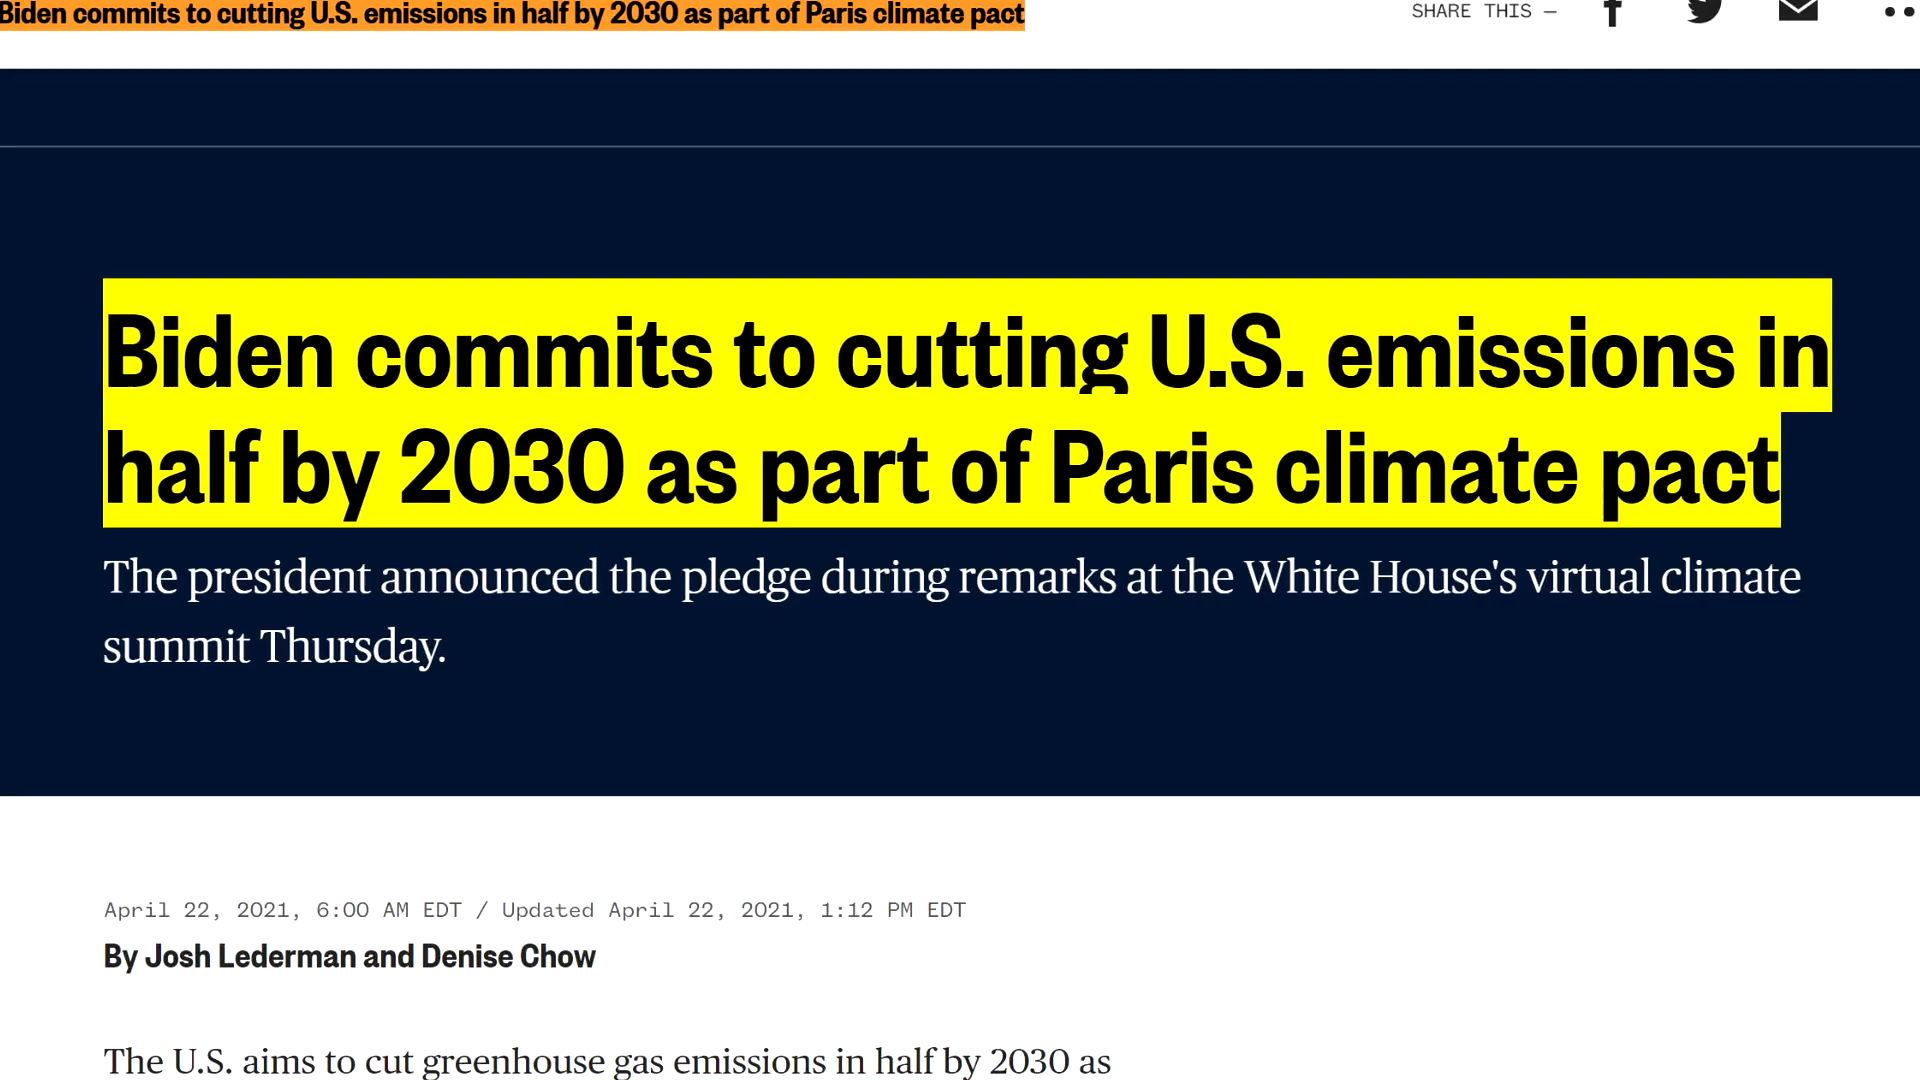 Biden commits to cutting U.S. emissions in half by 2030 as part of Paris climate pact
SHARE THIS —
Biden commits to cutting U.S. emissions in
half by 2030 as part of Paris climate pact
The president announced the pledge during remarks at the White House's virtual climate
summit Thursday.
April 22, 2021, 6:00 AM EDT / Updated April 22, 2021, 1:12 PM EDT
By Josh Lederman and Denise Chow
The U.S. aims to cut greenhouse gas emissions in half by 2030 as